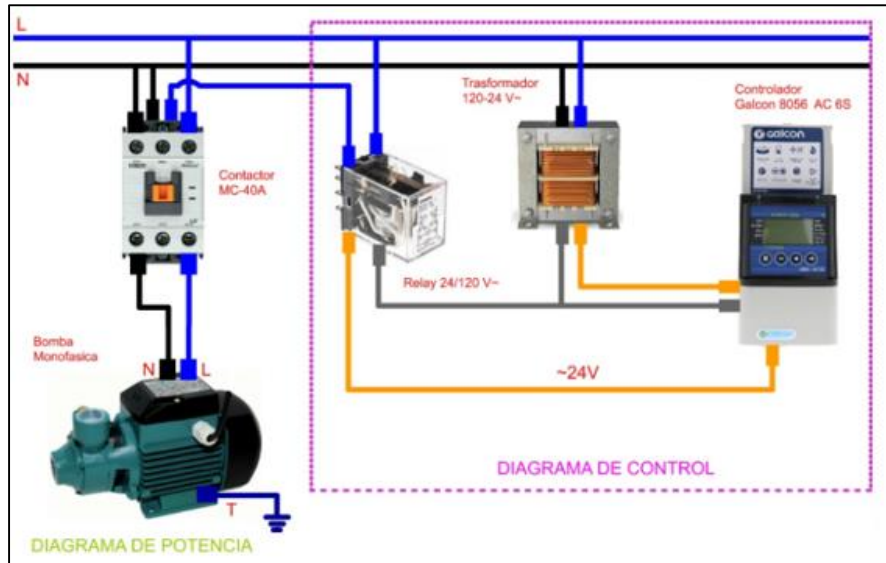 L
N
Trasformador
120-24 V~
Controlador
Galcon 8056 AC 6S
GALCON
Contactor
MC-40A
Relay 24/120 V~
Bomba
Monofasica
N
L
~24V
T
DIAGRAMA DE CONTROL
DIAGRAMA DE POTENCIA